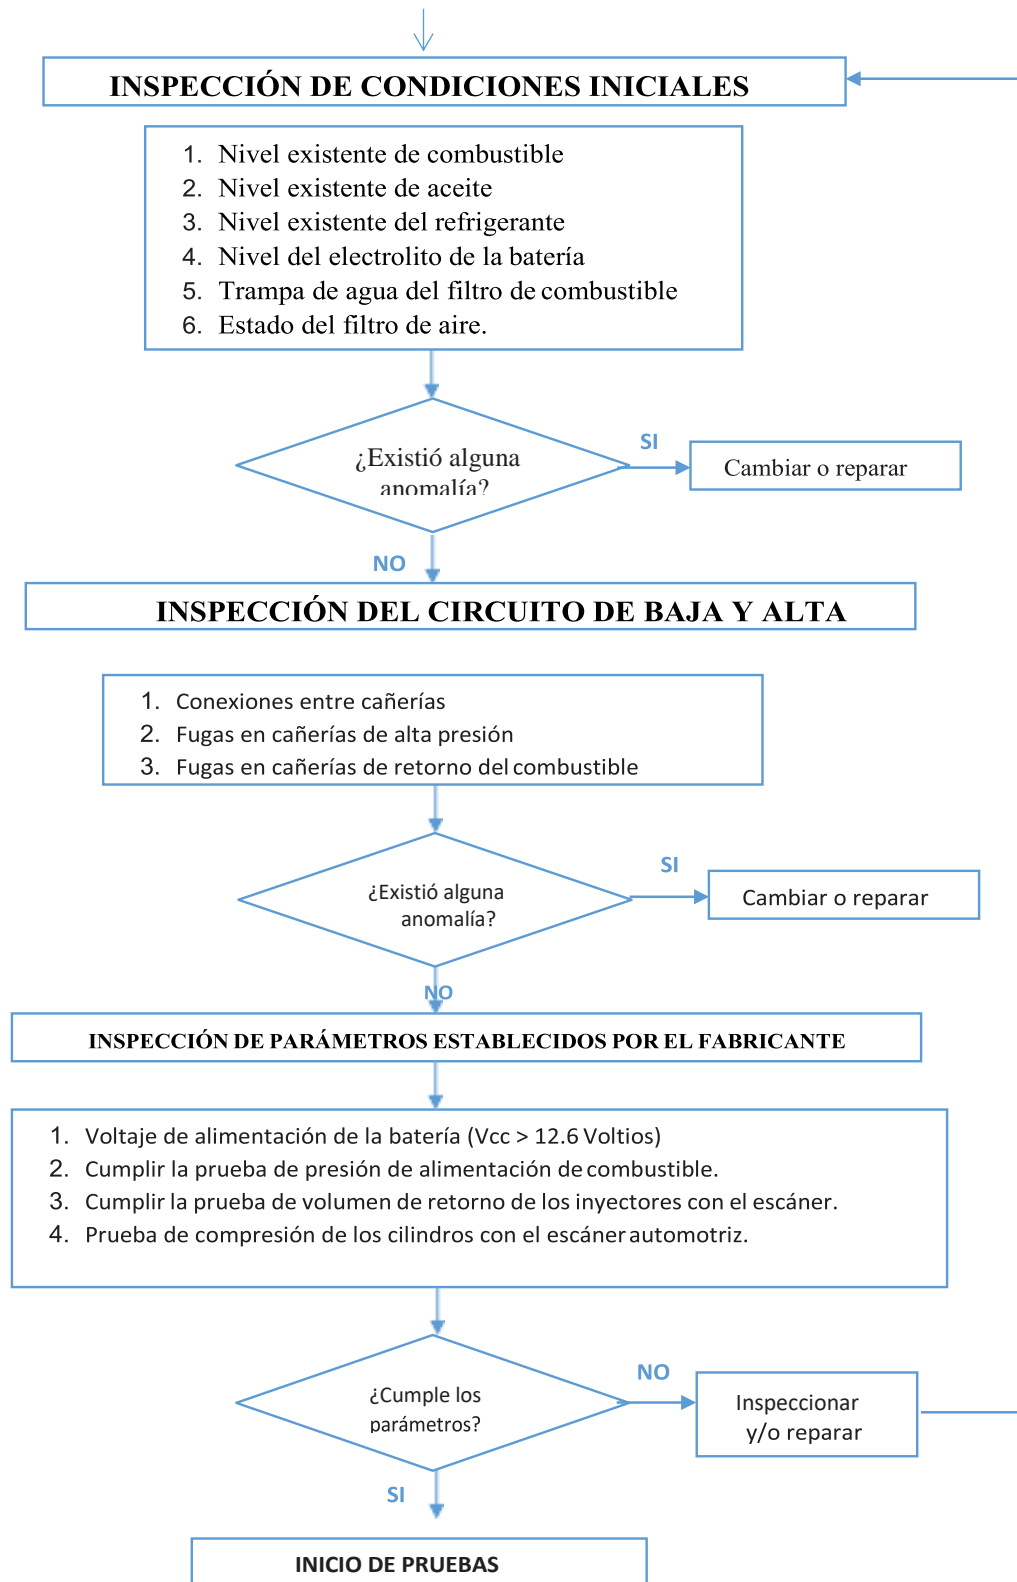 INSPECCIÓN DE CONDICIONES INICIALES
1. Nivel existente de combustible
2. Nivel existente de aceite
3. Nivel existente del refrigerante
4. Nivel del electrolito de la batería
5. Trampa de agua del filtro de combustible
6. Estado del filtro de aire.
¿Existió alguna
anomalía?
SI
Cambiar o reparar
NO
INSPECCIÓN DEL CIRCUITO DE BAJA Y ALTA
1. Conexiones entre cañerías
2. Fugas en cañerías de alta presión
3. Fugas en cañerías de retorno del combustible
¿Existió alguna
anomalía?
SI
Cambiar o reparar
NO
INSPECCIÓN DE PARÁMETROS ESTABLECIDOS POR EL FABRICANTE
1. Voltaje de alimentación de la batería (Vcc > 12.6 Voltios)
2. Cumplir la prueba de presión de alimentación de combustible.
3. Cumplir la prueba de volumen de retorno de los inyectores con el escáner.
4. Prueba de compresión de los cilindros con el escáner automotriz.
¿Cumple los
parámetros?
NO
Inspeccionar
y/o reparar
SI
INICIO DE PRUEBAS